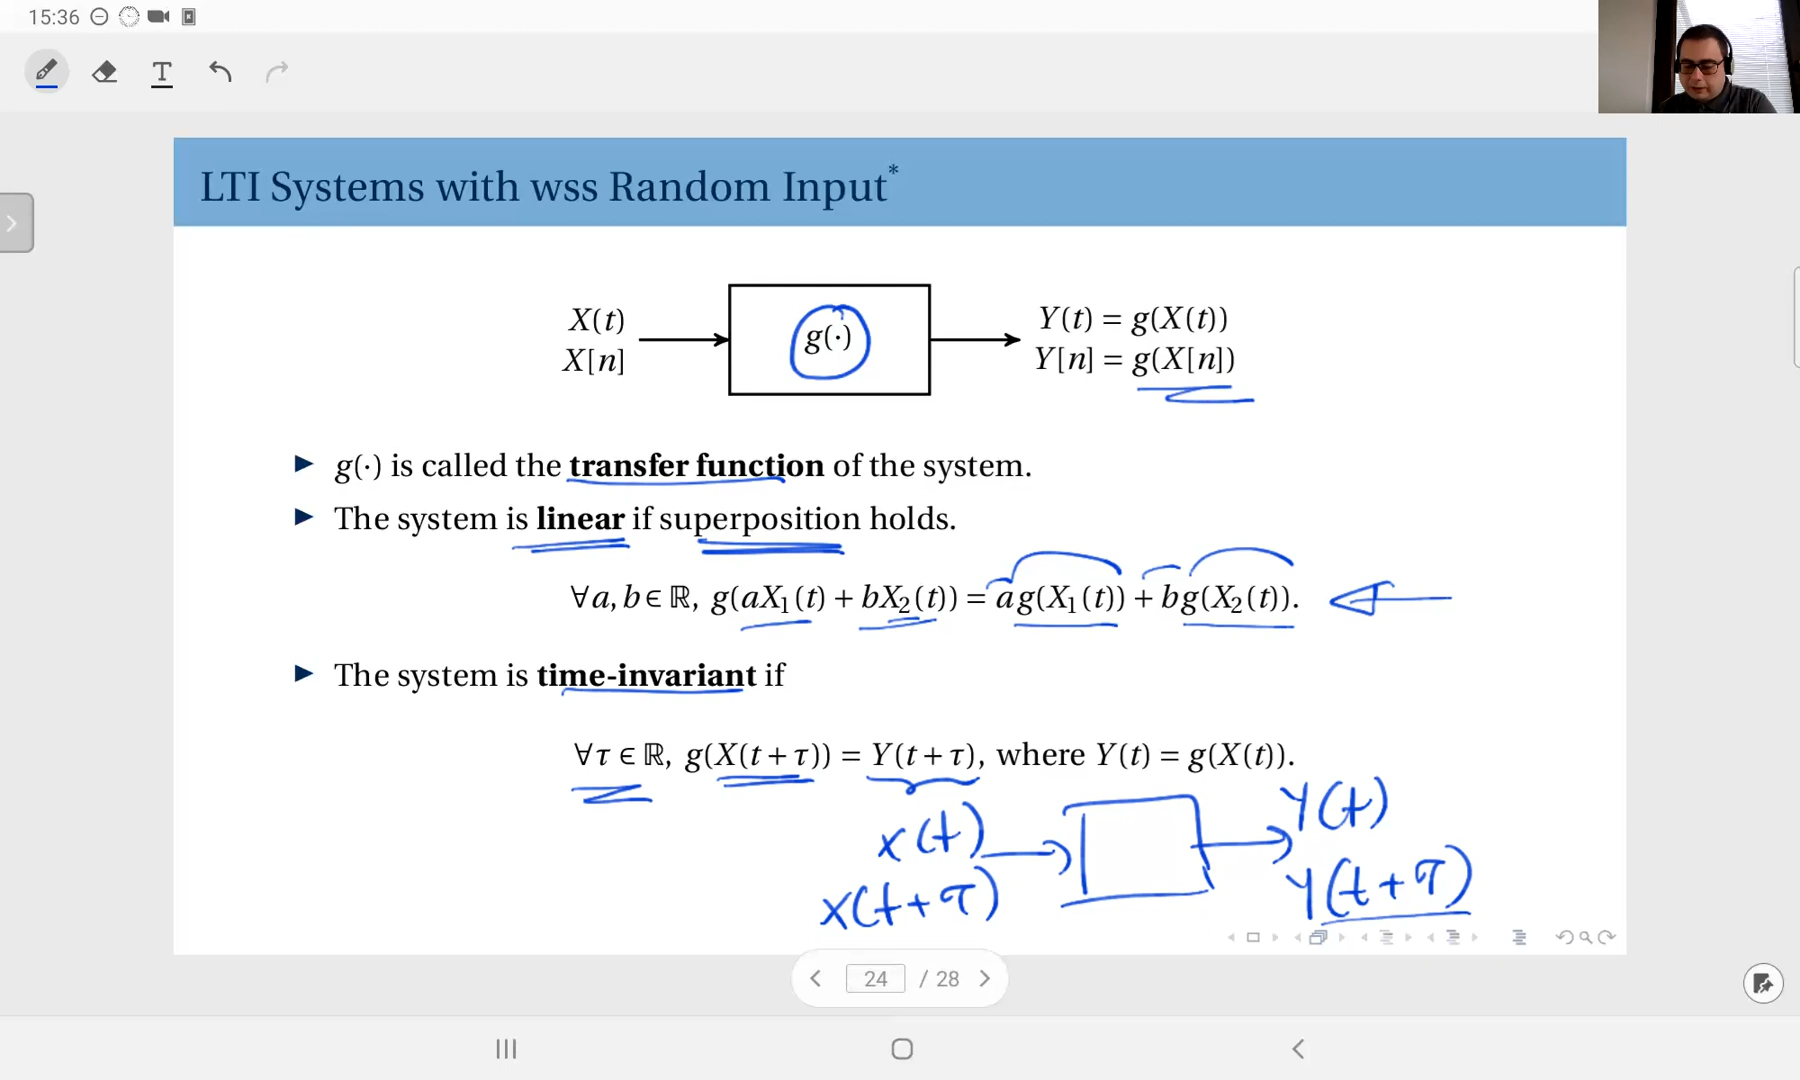 15:36
T
LTI Systems with wss Random Input*
X(t)
X[n]
g(·)
Y(t) = g(X(t))
Y[n] = g(X[n])
g(·) is called the transfer function of the system.
The system is linear if superposition holds.
∀a, b ∈ ℝ, g(aX₁(t) + bX₂(t)) = ag(X₁(t)) + bg(X₂(t)).
The system is time-invariant if
∀τ ∈ ℝ, g(X(t + τ)) = Y(t + τ), where Y(t) = g(X(t)).
x(t)
Y(t)
x(t+τ)
Y(t+τ)
24 / 28